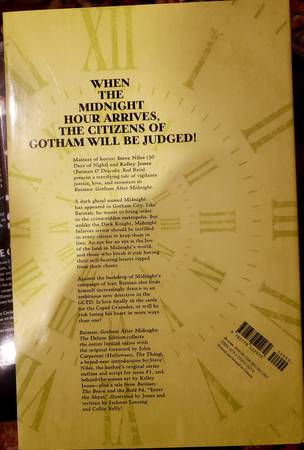 XII
WHEN
THE
MIDNIGHT
HOUR ARRIVES,
THE CITIZENS OF
GOTHAM WILL BE JUDGED!
Masters of horror Steve Niles (30
Days of Night) and Kelley Jones
(Batman & Dracula: Red Rain)
present a terrifying tale of vigilante
justice, love, and monsters in
Batman: Gotham After Midnight.
A dark ghoul named Midnight
has appeared in Gotham City. Like
Batman, he wants to bring order
to the crime-ridden metropolis. But
unlike the Dark Knight, Midnight
believes terror should be instilled
in every citizen to keep them in
line. An eye for an eye is the law
of the land in Midnight's world,
and those who break it risk having
their still-beating hearts ripped
from their chests.
Against the backdrop of Midnight's
campaign of fear, Batman also finds
himself increasingly drawn to an
ambitious new detective in the
GCPD. Is love finally in the cards
for the Caped Crusader, or will he
risk losing his heart in more ways
than one?
Batman: Gotham After Midnight:
The Deluxe Edition collects
the entire limited series with
the original foreword by John
Carpenter (Halloween, The Thing),
a brand-new introduction by Steve
Niles, the author's original series
outline and script for issue #1, and
behind-the-scenes art by Kelley
Jones—plus a tale from Batman:
The Brave and the Bold #4, "Enter
the Abyss," illustrated by Jones and
written by Jackson Lanzing
and Collin Kelly!